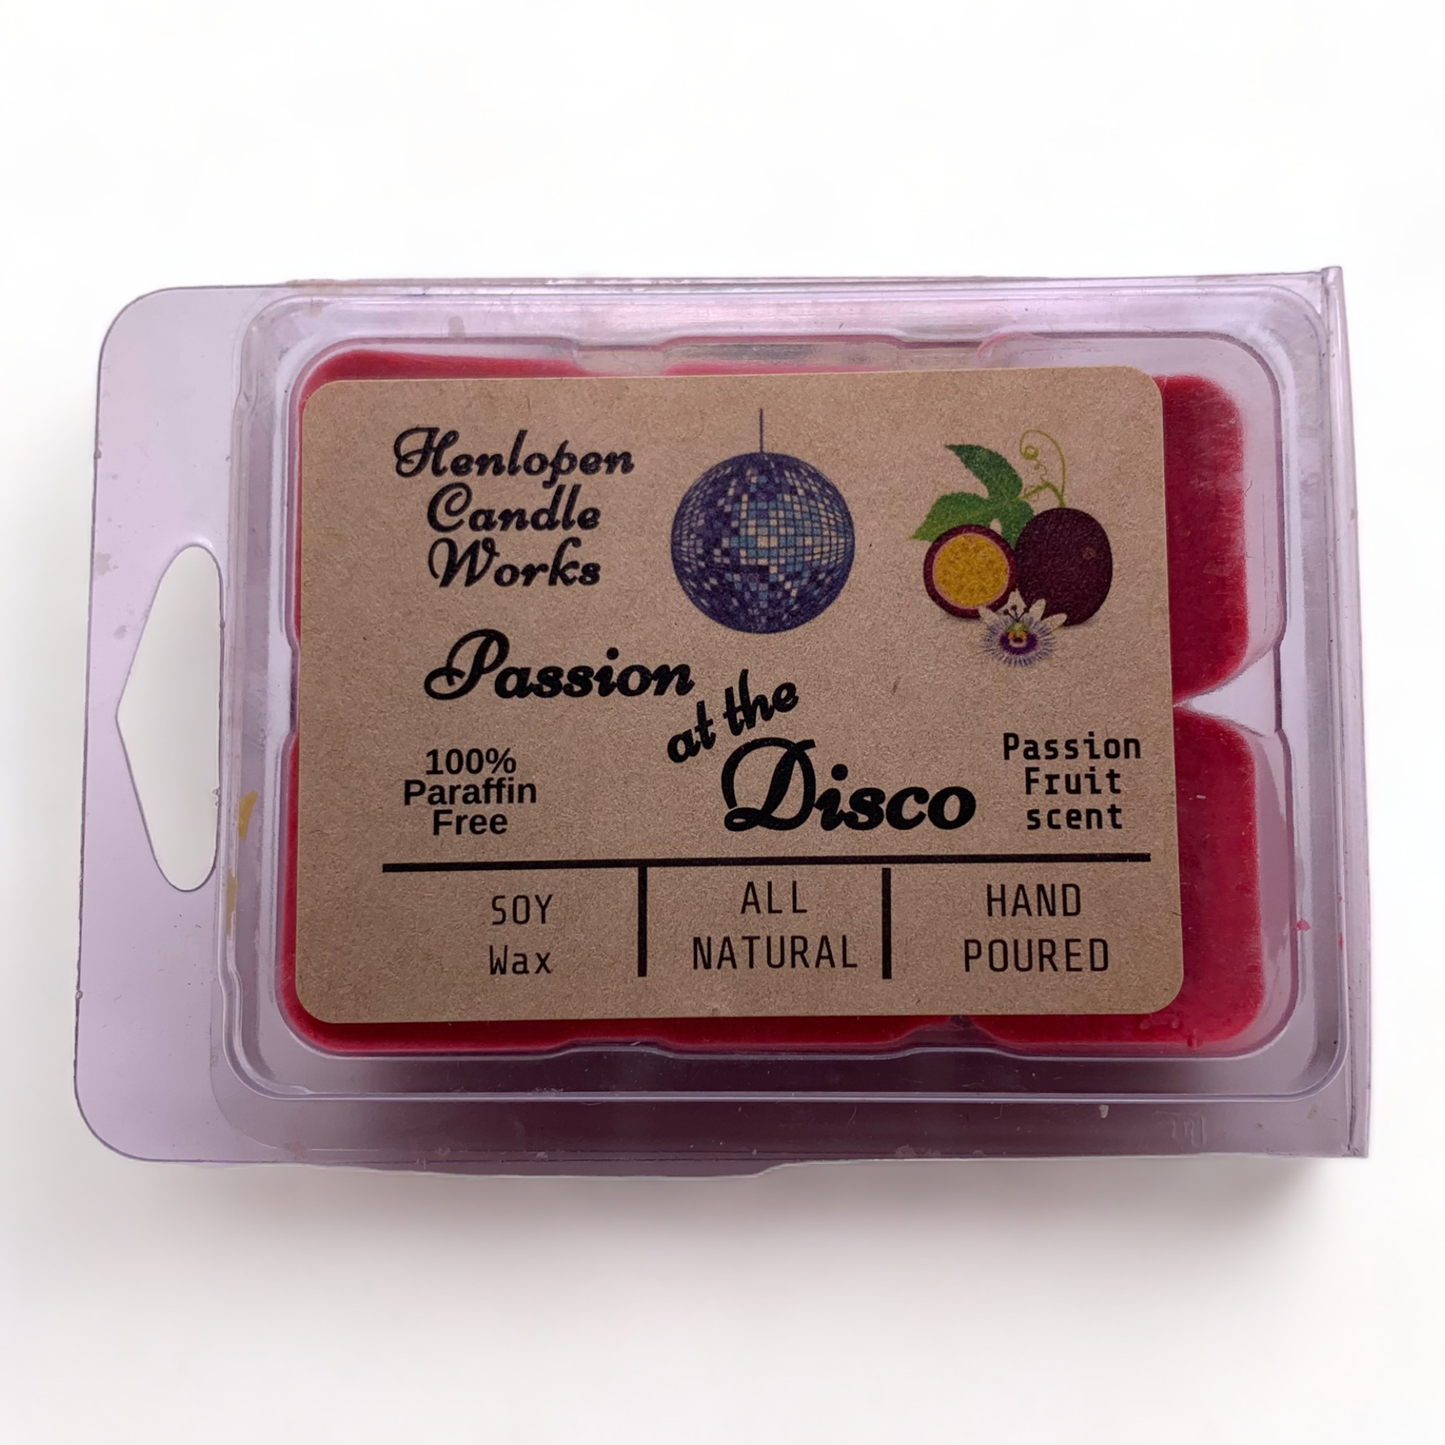 Henlopen
Candle
Works
Passion
at the
Disco
100%
Paraffin
Free
Passion
Fruit
scent
SOY
Wax
ALL
NATURAL
HAND
POURED